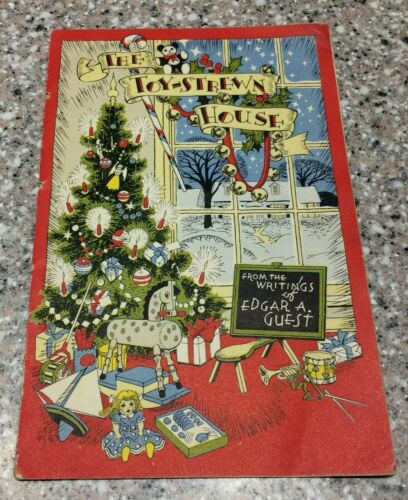 THE
TOY-STREWN
HOUSE
FROM THE
WRITINGS
of
EDGAR A.
GUEST